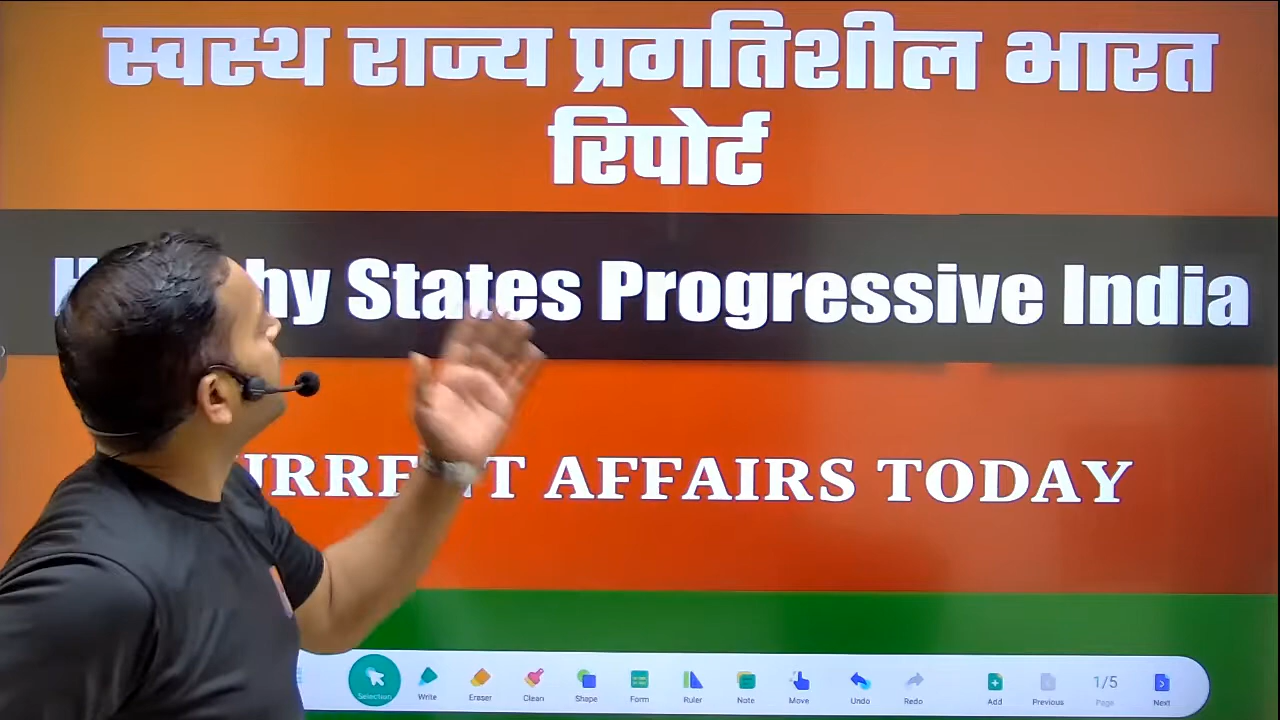 स्वस्थ राज्य प्रगतिशील भारत
रिपोर्ट
States Progressive India
AFFAIRS TODAY
Selection
Write
Eraser
Clean
Shape
Form
Ruler
Note
Move
Undo
Redo
Add
Previous
1/5
Page
Next